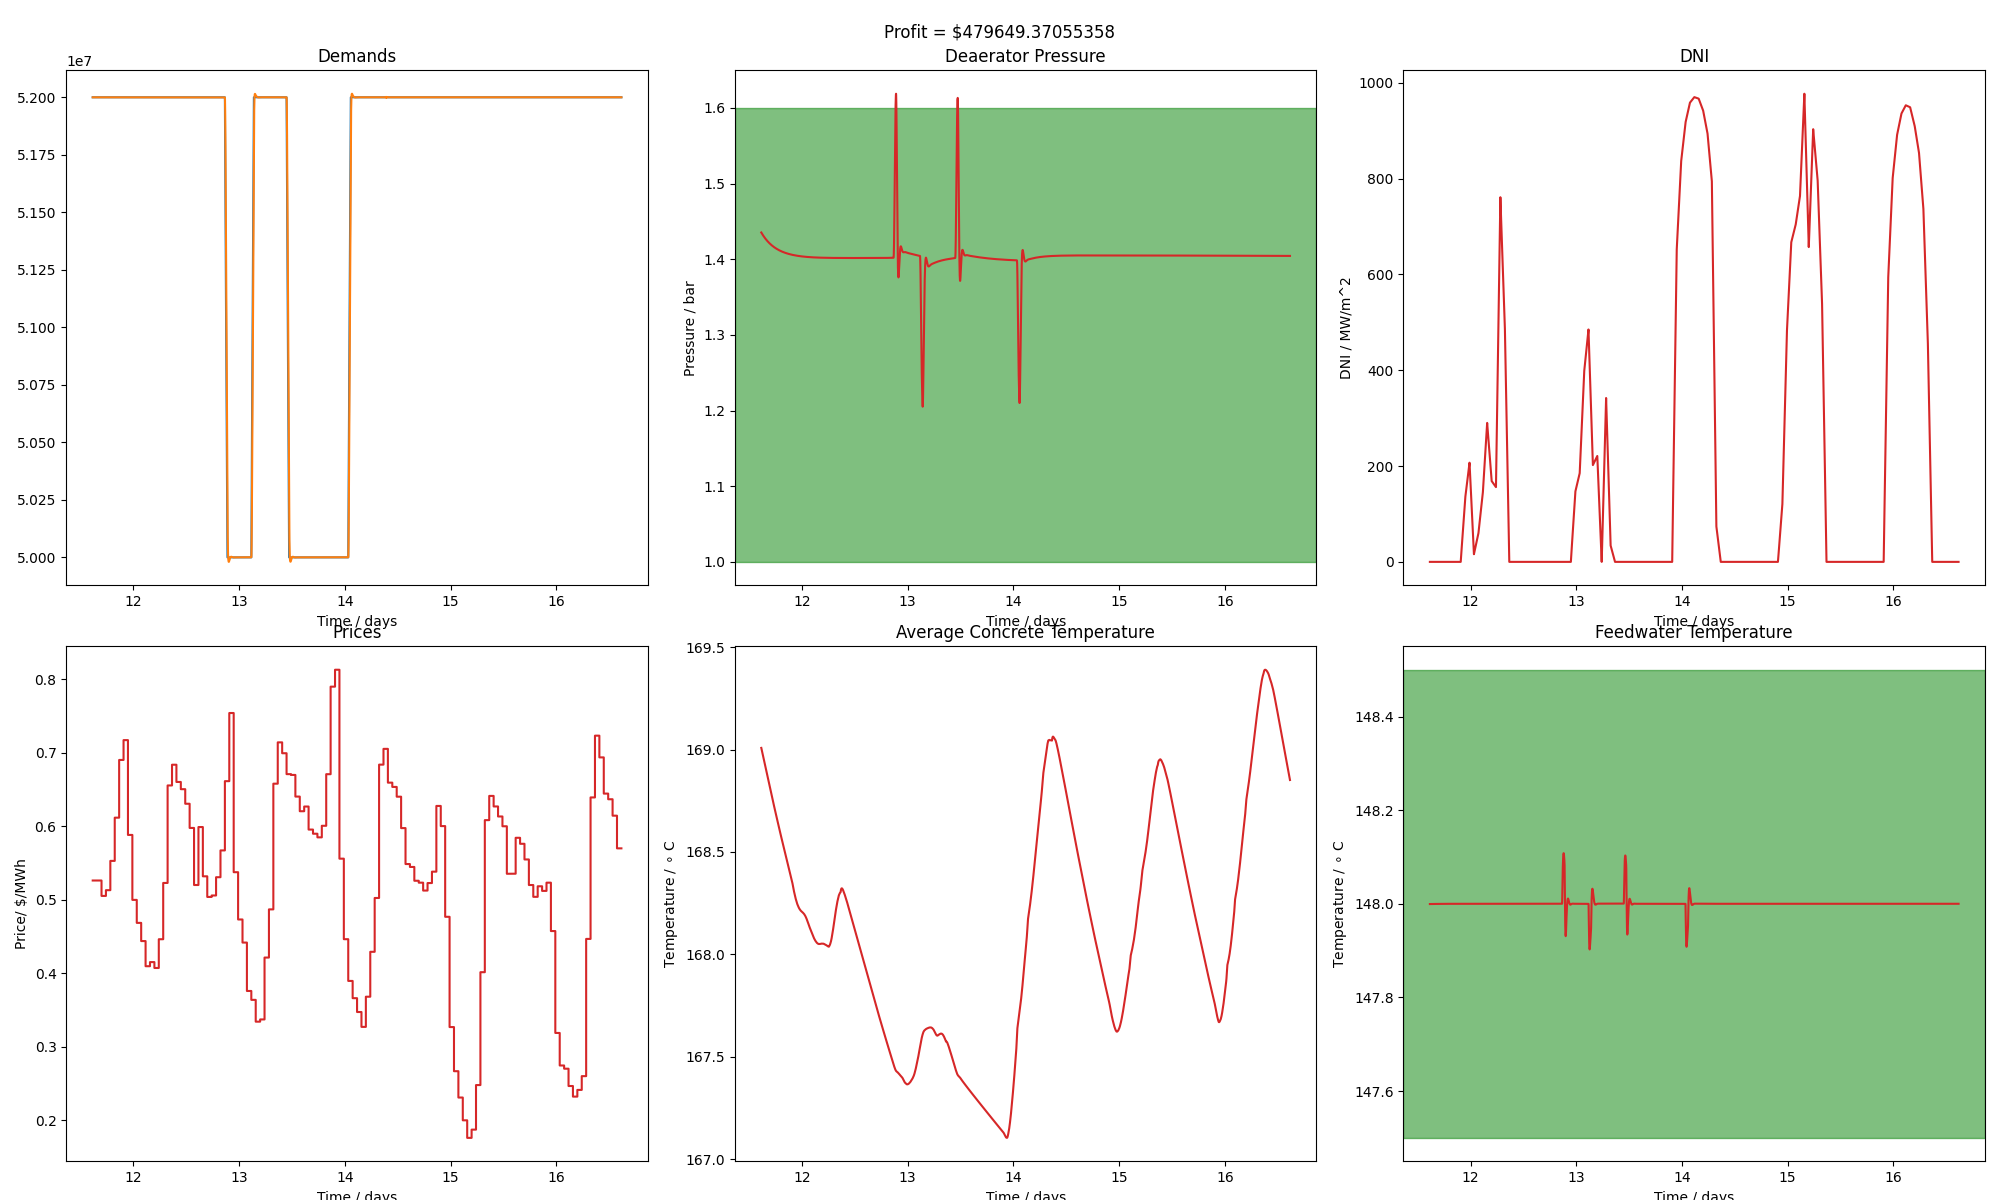 Profit = $479649.37055358
Demands
1e7
5.200
5.175
5.150
5.125
5.100
5.075
5.050
5.025
5.000
12 13 14 15 16
Time / days
Deaerator Pressure
Pressure / bar
1.6
1.5
1.4
1.3
1.2
1.1
1.0
12 13 14 15 16
Time / days
DNI
DNI / MW/m^2
1000
800
600
400
200
0
12 13 14 15 16
Time / days
Prices
Price/ $/MWh
0.8
0.7
0.6
0.5
0.4
0.3
0.2
12 13 14 15 16
Time / days
Average Concrete Temperature
Temperature / ∘ C
169.5
169.0
168.5
168.0
167.5
167.0
12 13 14 15 16
Time / days
Feedwater Temperature
Temperature / ∘ C
148.4
148.2
148.0
147.8
147.6
12 13 14 15 16
Time / days